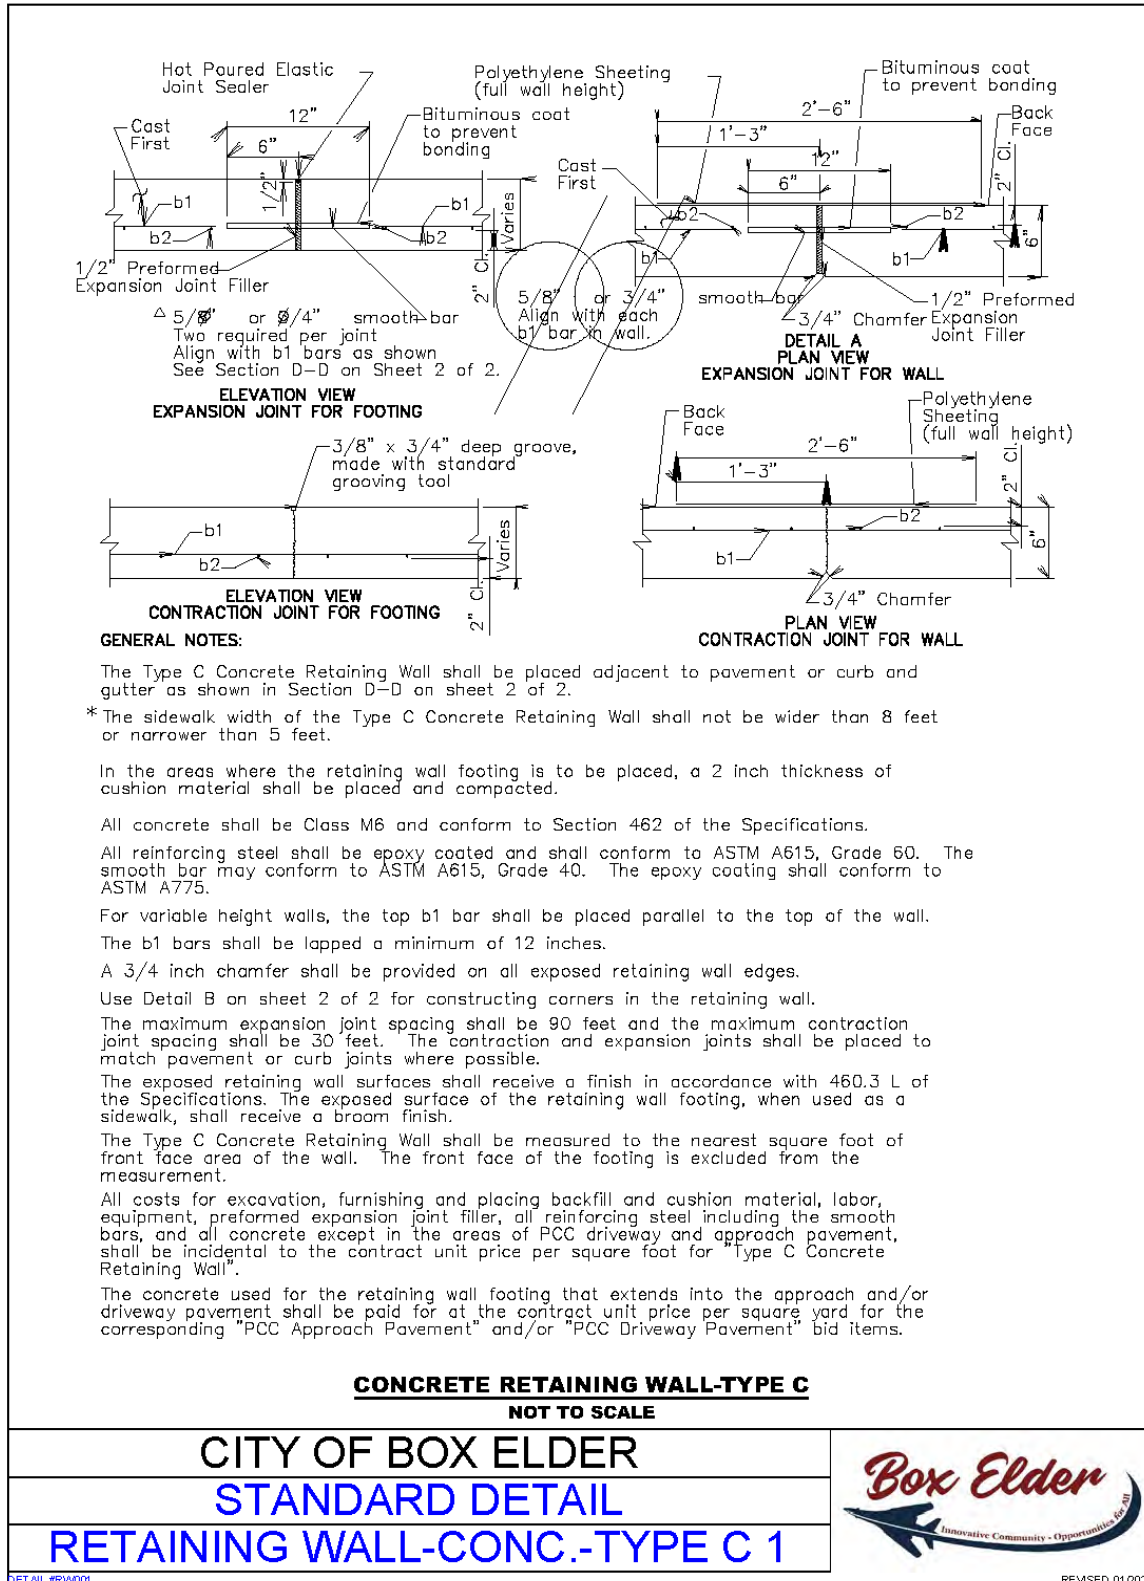 Hot Poured Elastic
Joint Sealer
12"
6"
Cast
First
Bituminous coat
to prevent
bonding
1/2"
b1
b2
b1
b2
Varies
2" Cl.
1/2" Preformed
Expansion Joint Filler
smooth bar
Two required per joint
Align with b1 bars as shown
See Section D-D on Sheet 2 of 2.
ELEVATION VIEW
EXPANSION JOINT FOR FOOTING
Polyethylene Sheeting
(full wall height)
Bituminous coat
to prevent bonding
2'-6"
1'-3"
Back
Face
12"
6"
Cast
First
2" Cl.
b2
b2
b1
b1
6"
5/8" or 3/4"
Align with each
b1 bar in wall.
smooth bar
3/4" Chamfer
1/2" Preformed
Expansion
Joint Filler
DETAIL A
PLAN VIEW
EXPANSION JOINT FOR WALL
3/8" x 3/4" deep groove,
made with standard
grooving tool
b1
b2
Varies
2" Cl.
ELEVATION VIEW
CONTRACTION JOINT FOR FOOTING
Back
Face
Polyethylene
Sheeting
(full wall height)
2'-6"
1'-3"
2" Cl.
b2
b1
6"
3/4" Chamfer
PLAN VIEW
CONTRACTION JOINT FOR WALL
GENERAL NOTES:
The Type C Concrete Retaining Wall shall be placed adjacent to pavement or curb and
gutter as shown in Section D-D on sheet 2 of 2.
* The sidewalk width of the Type C Concrete Retaining Wall shall not be wider than 8 feet
or narrower than 5 feet.
In the areas where the retaining wall footing is to be placed, a 2 inch thickness of
cushion material shall be placed and compacted.
All concrete shall be Class M6 and conform to Section 462 of the Specifications.
All reinforcing steel shall be epoxy coated and shall conform to ASTM A615, Grade 60. The
smooth bar may conform to ASTM A615, Grade 40. The epoxy coating shall conform to
ASTM A775.
For variable height walls, the top b1 bar shall be placed parallel to the top of the wall.
The b1 bars shall be lapped a minimum of 12 inches.
A 3/4 inch chamfer shall be provided on all exposed retaining wall edges.
Use Detail B on sheet 2 of 2 for constructing corners in the retaining wall.
The maximum expansion joint spacing shall be 90 feet and the maximum contraction
joint spacing shall be 30 feet. The contraction and expansion joints shall be placed to
match pavement or curb joints where possible.
The exposed retaining wall surfaces shall receive a finish in accordance with 460.3 L of
the Specifications. The exposed surface of the retaining wall footing, when used as a
sidewalk, shall receive a broom finish.
The Type C Concrete Retaining Wall shall be measured to the nearest square foot of
front face area of the wall. The front face of the footing is excluded from the
measurement.
All costs for excavation, furnishing and placing backfill and cushion material, labor,
equipment, preformed expansion joint filler, all reinforcing steel including the smooth
bars, and all concrete except in the areas of PCC driveway and approach pavement,
shall be incidental to the contract unit price per square foot for "Type C Concrete
Retaining Wall".
The concrete used for the retaining wall footing that extends into the approach and/or
driveway pavement shall be paid for at the contract unit price per square yard for the
corresponding "PCC Approach Pavement" and/or "PCC Driveway Pavement" bid items.
CONCRETE RETAINING WALL-TYPE C
NOT TO SCALE
CITY OF BOX ELDER
STANDARD DETAIL
RETAINING WALL-CONC.-TYPE C 1
Box Elder
Innovative Community - Opportunities for All
DETAIL #RW001
REVISED